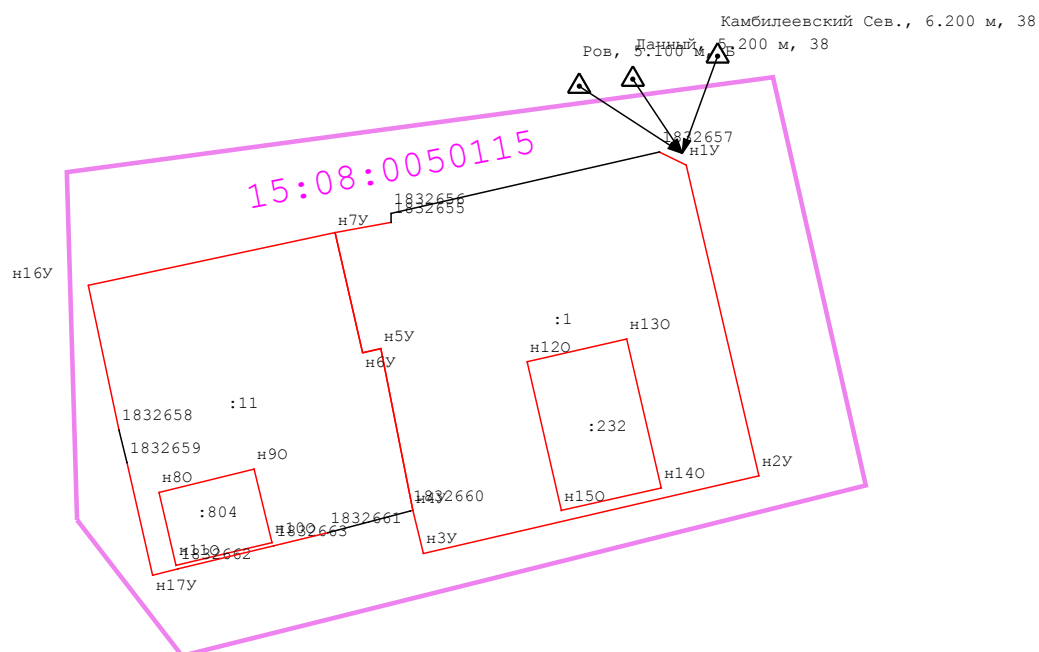 Камбилеевский Сев., 6.200 м, 38
Дачный, 5.200 м, 38
Ров, 5.100 м, Б
1832657
н1У
15:08:0050115
1832656
1832655
н7У
н16У
:1
н13О
н5У
н12О
н6У
:11
1832658
:232
1832659
н9О
н2У
н8О
н14О
1832660
н4У
н15О
:804
1832661
н10О
1832663
н3У
н11О
1832662
н17У